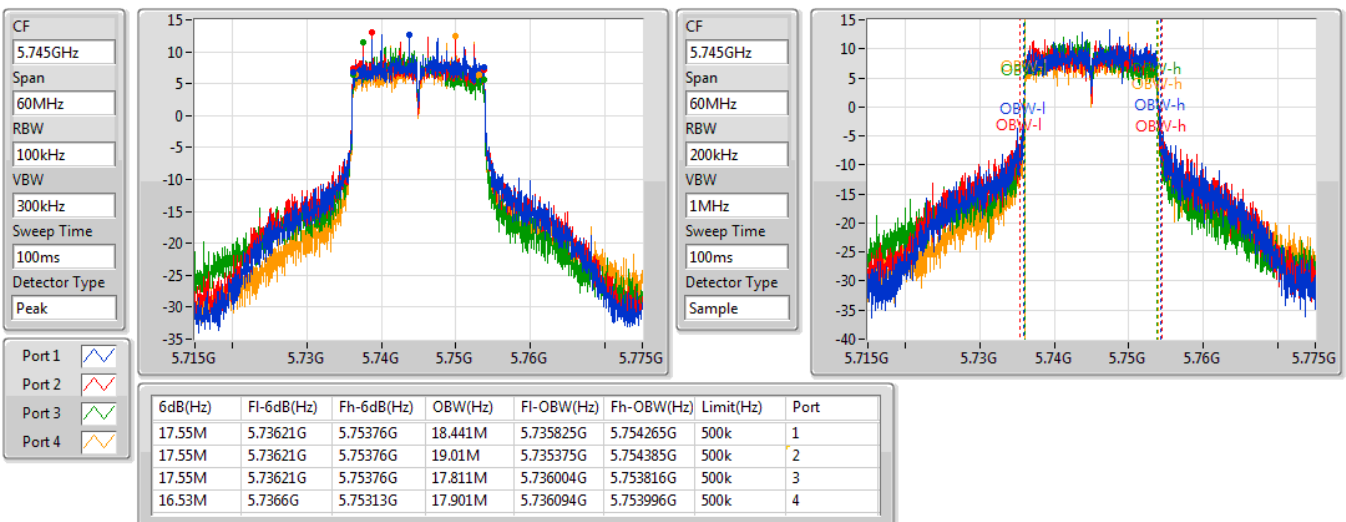 CF
5.745GHz
Span
60MHz
RBW
100kHz
VBW
300kHz
Sweep Time
100ms
Detector Type
Peak
15
10
5
0
-5
-10
-15
-20
-25
-30
-35
5.715G 5.73G 5.74G 5.75G 5.76G 5.775G
CF
5.745GHz
Span
60MHz
RBW
200kHz
VBW
1MHz
Sweep Time
100ms
Detector Type
Sample
15
10
5
0
-5
-10
-15
-20
-25
-30
-35
-40
OBW-l OBW-h
OBW-h
OBW-l OBW-h
OBW-l OBW-h
5.715G 5.73G 5.74G 5.75G 5.76G 5.775G
Port 1
Port 2
Port 3
Port 4
6dB(Hz) Fl-6dB(Hz) Fh-6dB(Hz) OBW(Hz) Fl-OBW(Hz) Fh-OBW(Hz) Limit(Hz) Port
17.55M 5.73621G 5.75376G 18.441M 5.735825G 5.754265G 500k 1
17.55M 5.73621G 5.75376G 19.01M 5.735375G 5.754385G 500k 2
17.55M 5.73621G 5.75376G 17.811M 5.736004G 5.753816G 500k 3
16.53M 5.7366G 5.75313G 17.901M 5.736094G 5.753996G 500k 4